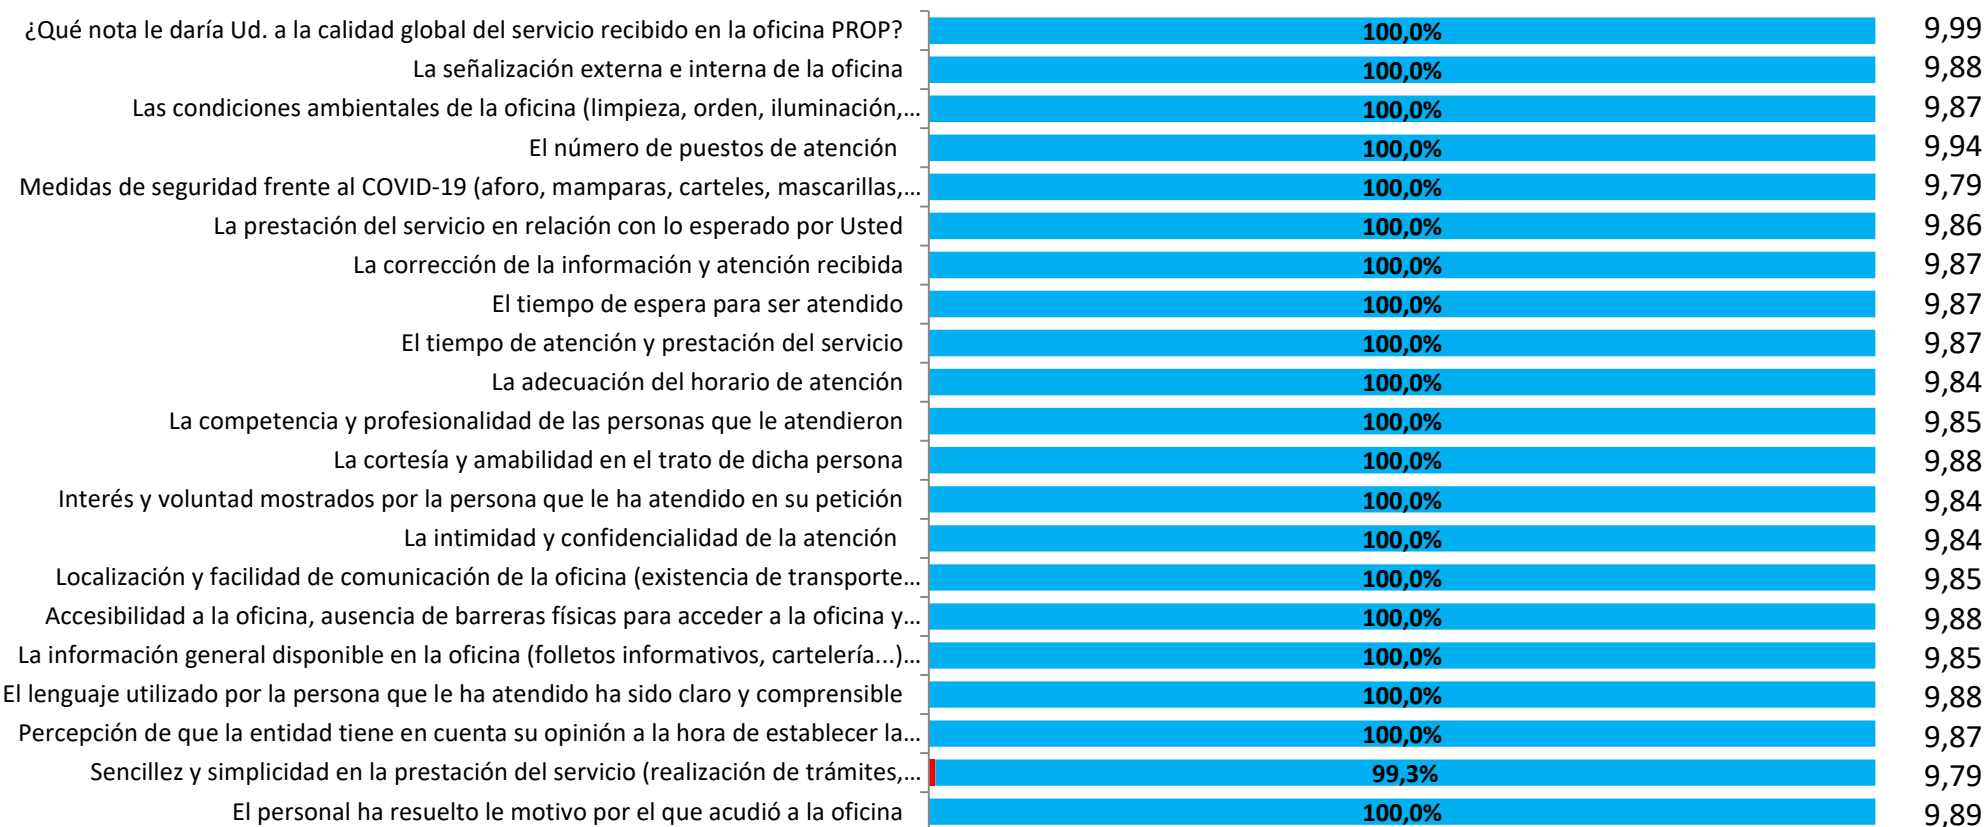 ¿Qué nota le daría Ud. a la calidad global del servicio recibido en la oficina PROP? 100,0% 9,99
La señalización externa e interna de la oficina 100,0% 9,88
Las condiciones ambientales de la oficina (limpieza, orden, iluminación,... 100,0% 9,87
El número de puestos de atención 100,0% 9,94
Medidas de seguridad frente al COVID-19 (aforo, mamparas, carteles, mascarillas,... 100,0% 9,79
La prestación del servicio en relación con lo esperado por Usted 100,0% 9,86
La corrección de la información y atención recibida 100,0% 9,87
El tiempo de espera para ser atendido 100,0% 9,87
El tiempo de atención y prestación del servicio 100,0% 9,87
La adecuación del horario de atención 100,0% 9,84
La competencia y profesionalidad de las personas que le atendieron 100,0% 9,85
La cortesía y amabilidad en el trato de dicha persona 100,0% 9,88
Interés y voluntad mostrados por la persona que le ha atendido en su petición 100,0% 9,84
La intimidad y confidencialidad de la atención 100,0% 9,84
Localización y facilidad de comunicación de la oficina (existencia de transporte... 100,0% 9,85
Accesibilidad a la oficina, ausencia de barreras físicas para acceder a la oficina y... 100,0% 9,88
La información general disponible en la oficina (folletos informativos, cartelería...)... 100,0% 9,85
El lenguaje utilizado por la persona que le ha atendido ha sido claro y comprensible 100,0% 9,88
Percepción de que la entidad tiene en cuenta su opinión a la hora de establecer la... 100,0% 9,87
Sencillez y simplicidad en la prestación del servicio (realización de trámites,... 99,3% 9,79
El personal ha resuelto le motivo por el que acudió a la oficina 100,0% 9,89